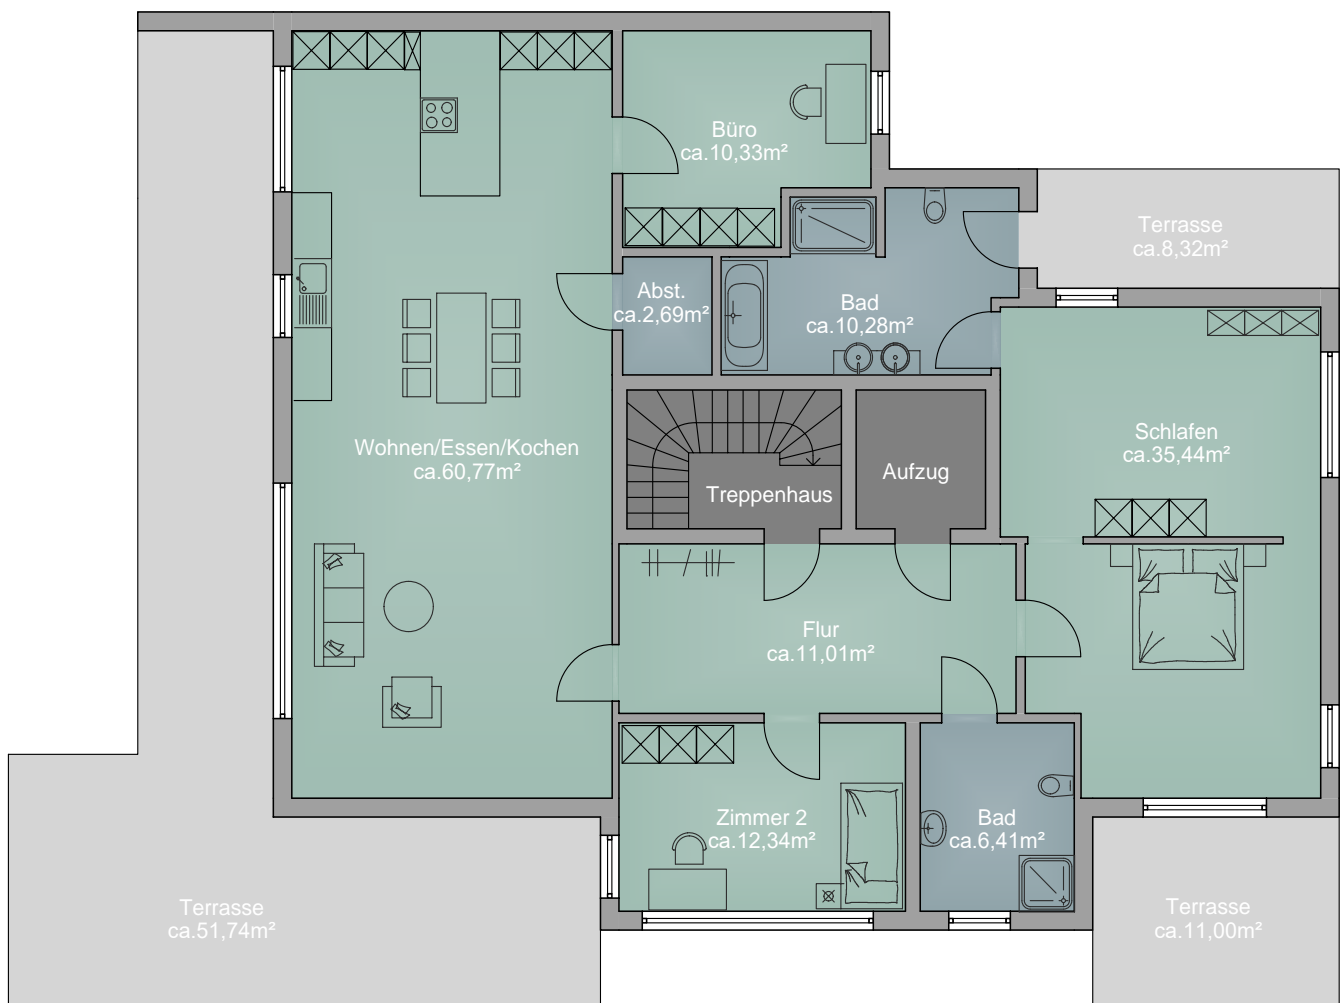 Büro
ca.10,33m²
Terrasse
ca.8,32m²
Abst.
ca.2,69m²
Bad
ca.10,28m²
Wohnen/Essen/Kochen
ca.60,77m²
Schlafen
ca.35,44m²
Treppenhaus
Aufzug
Flur
ca.11,01m²
Zimmer 2
ca.12,34m²
Bad
ca.6,41m²
Terrasse
ca.51,74m²
Terrasse
ca.11,00m²